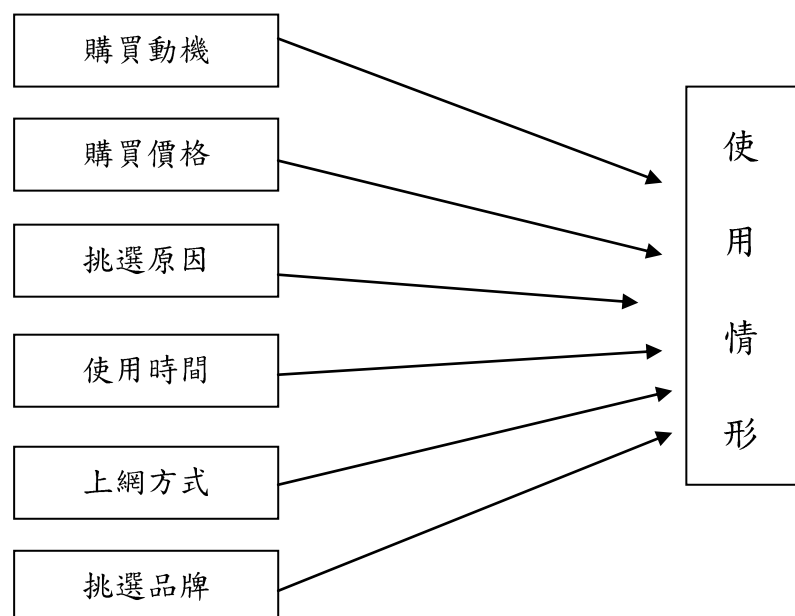 購買動機
購買價格
挑選原因
使用時間
上網方式
挑選品牌
使用情形